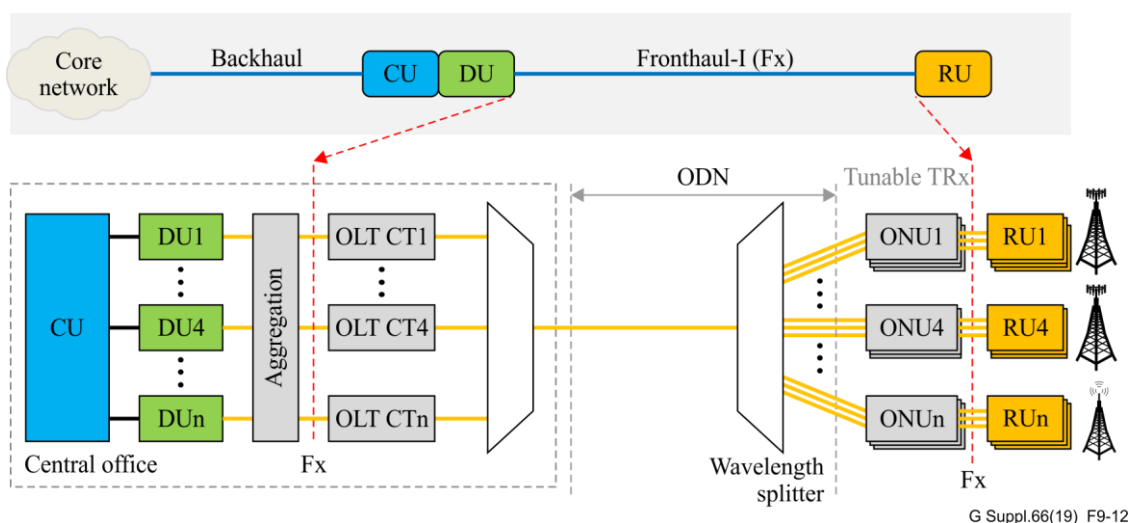 Core
network
Backhaul
CU
DU
Fronthaul-I (Fx)
RU
ODN
Tunable TRx
CU
DU1
DU4
DUn
Aggregation
OLT CT1
OLT CT4
OLT CTn
ONU1
ONU4
ONUn
RU1
RU4
RUn
Central office
Fx
Wavelength
splitter
Fx
G Suppl.66(19) F9-12